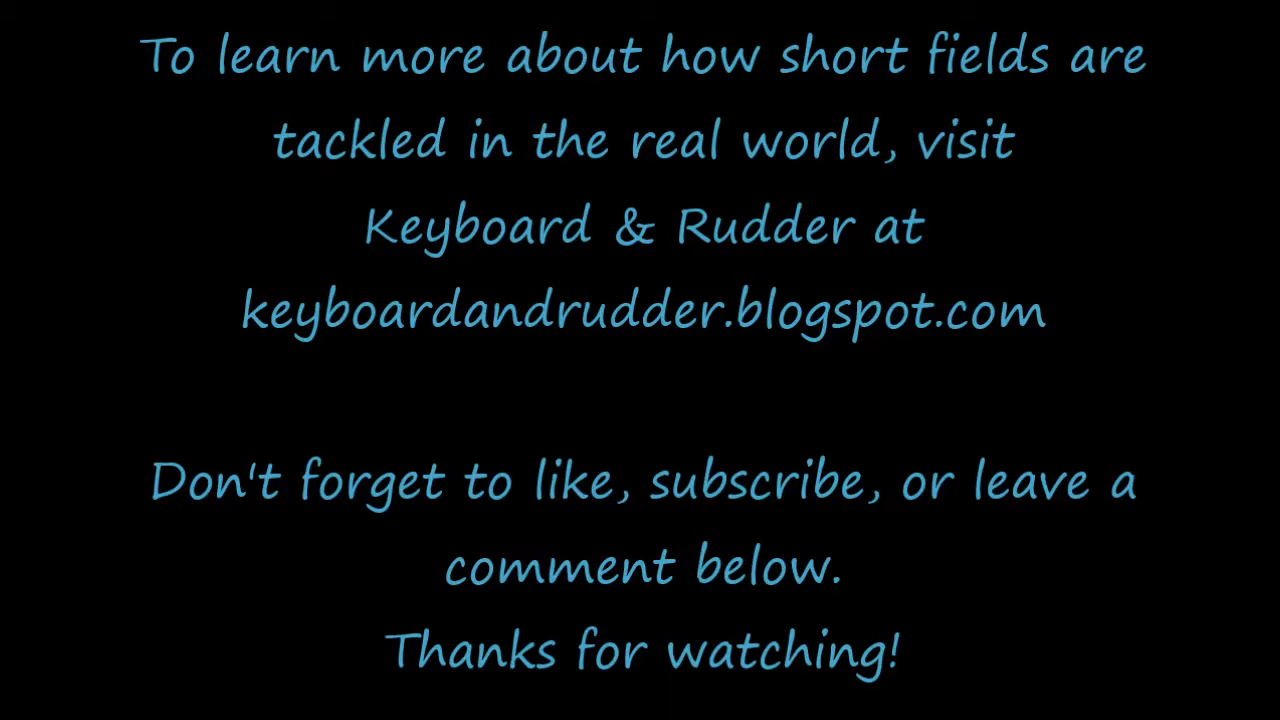 To learn more about how short fields are
tackled in the real world, visit
Keyboard & Rudder at
keyboardandrudder.blogspot.com
Don't forget to like, subscribe, or leave a
comment below.
Thanks for watching!